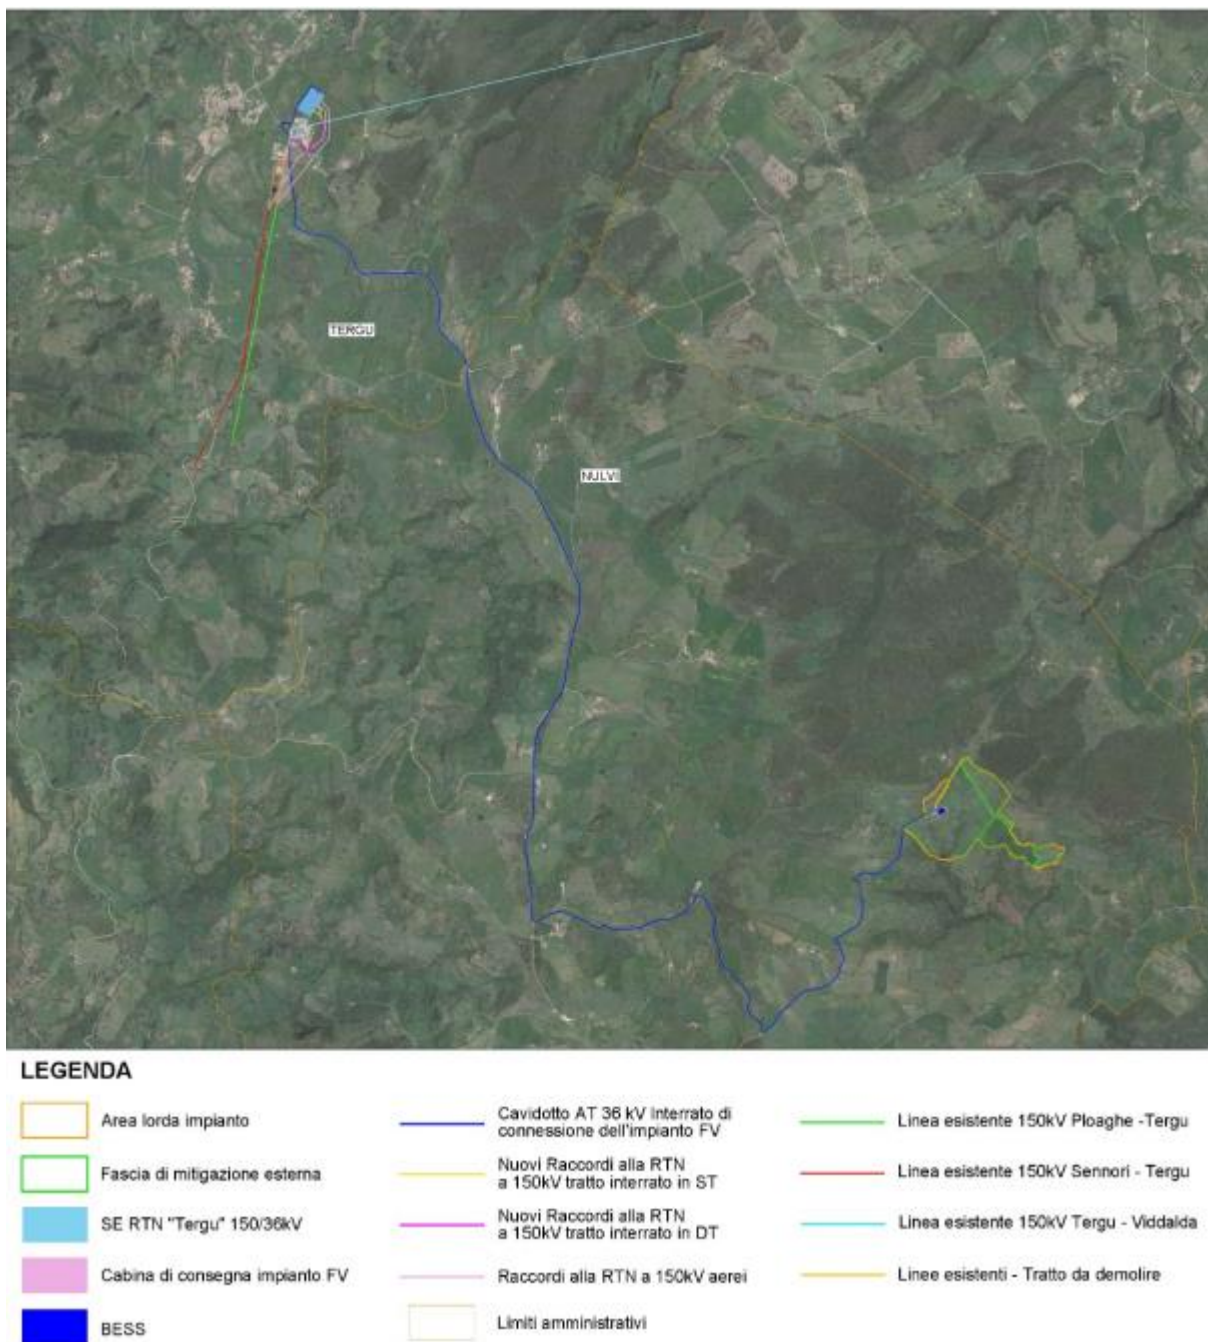 TERGU
NULVI
LEGENDA
Area lorda impianto
Fascia di mitigazione esterna
SE RTN "Tergu" 150/36kV
Cabina di consegna impianto FV
BESS
Cavidotto AT 36 kV Interrato di
connessione dell'impianto FV
Nuovi Raccordi alla RTN
a 150kV tratto interrato in ST
Nuovi Raccordi alla RTN
a 150kV tratto interrato in DT
Raccordi alla RTN a 150kV aerei
Limiti amministrativi
Linea esistente 150kV Ploaghe -Tergu
Linea esistente 150kV Sennori - Tergu
Linea esistente 150kV Tergu - Viddalda
Linee esistenti - Tratto da demolire